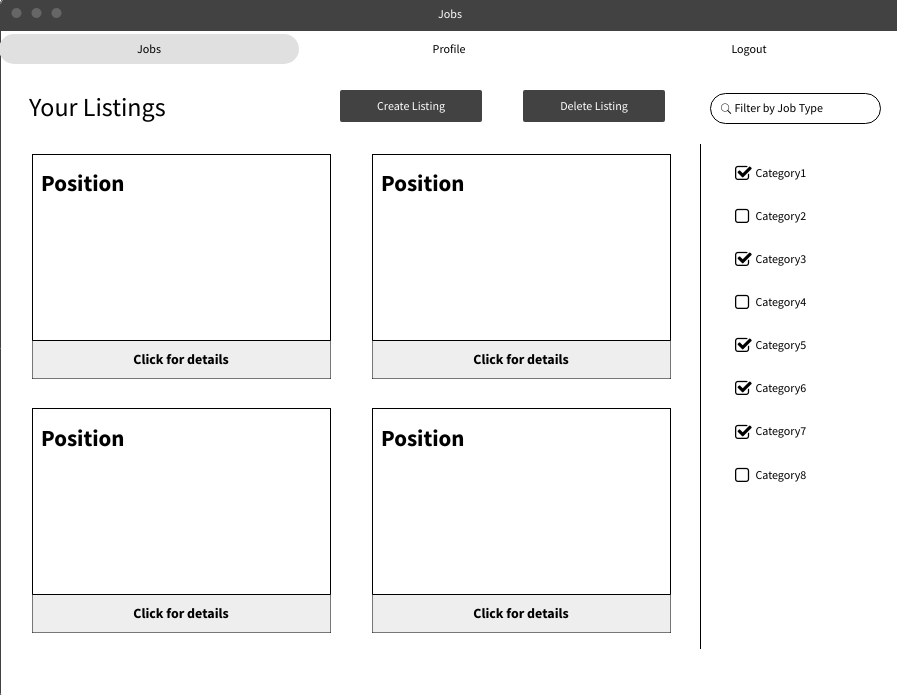 Jobs
Jobs Profile Logout
Your Listings Create Listing Delete Listing Filter by Job Type
Position Position
Click for details Click for details
Position Position
Click for details Click for details
Category1
Category2
Category3
Category4
Category5
Category6
Category7
Category8